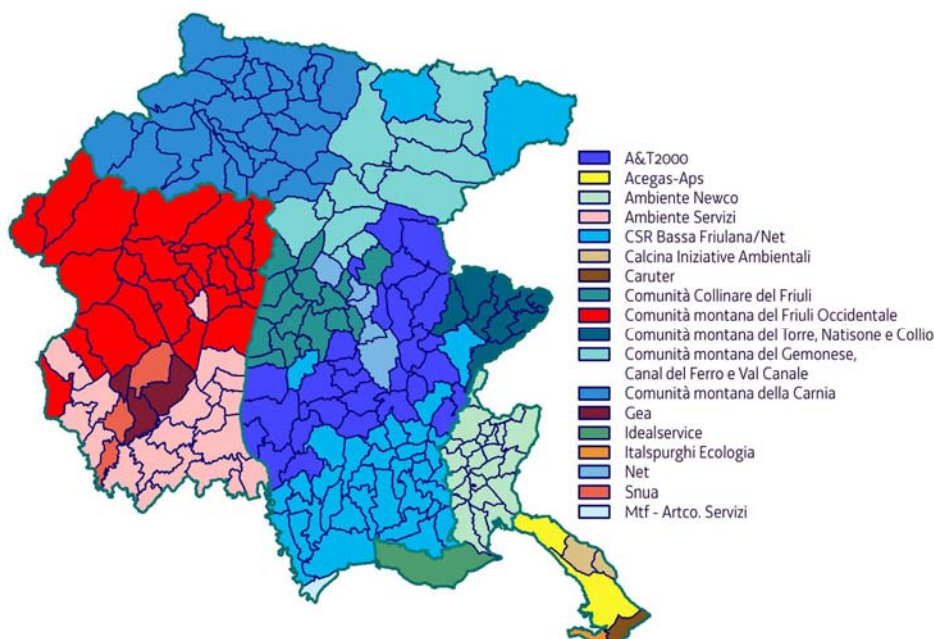 A&T2000
Acegas-Aps
Ambiente Newco
Ambiente Servizi
CSR Bassa Friulana/Net
Calcina Iniziative Ambientali
Caruter
Comunità Collinare del Friuli
Comunità montana del Friuli Occidentale
Comunità montana del Torre, Natisone e Collio
Comunità montana del Gemonese,
Canal del Ferro e Val Canale
Comunità montana della Carnia
Gea
Idealservice
Italspurghi Ecologia
Net
Snua
Mtf - Artco. Servizi